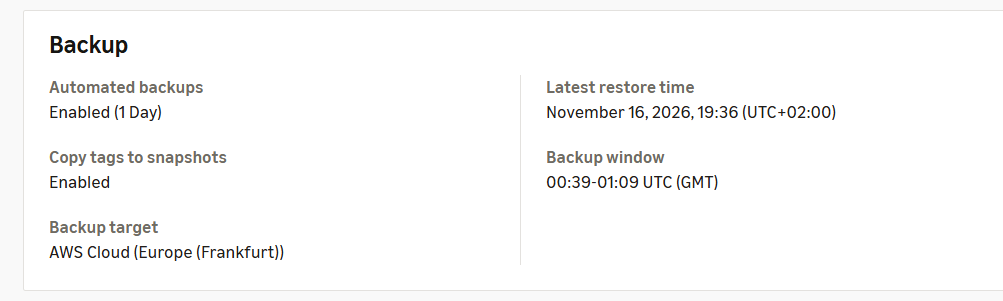 Backup
Automated backups
Enabled (1 Day)
Copy tags to snapshots
Enabled
Backup target
AWS Cloud (Europe (Frankfurt))
Latest restore time
November 16, 2026, 19:36 (UTC+02:00)
Backup window
00:39-01:09 UTC (GMT)